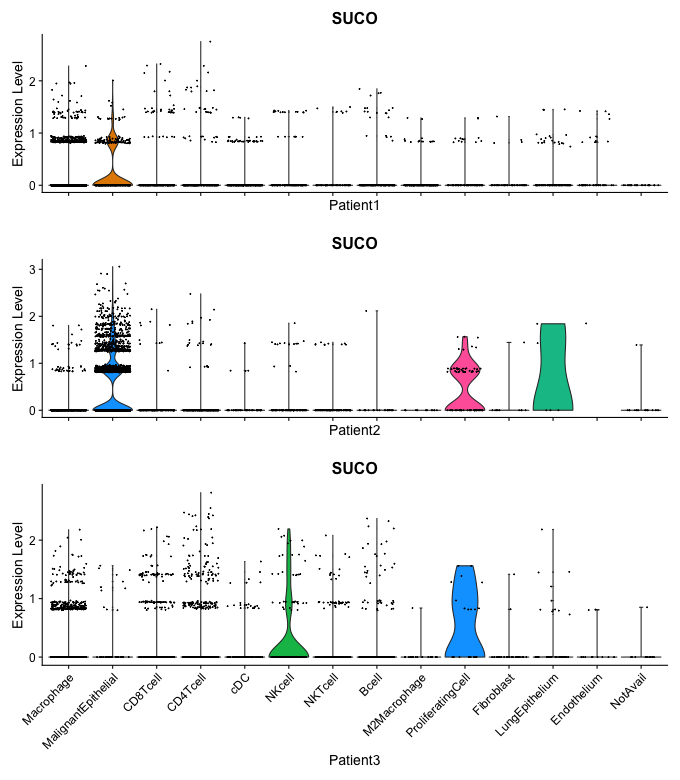 SUCO
Expression Level
2
1
0
Patient1
SUCO
Expression Level
3
2
1
0
Patient2
SUCO
Expression Level
2
1
0
Macrophage
MalignantEpithelial
CD8Tcell
CD4Tcell
cDC
NKcell
NKTcell
Bcell
M2Macrophage
ProliferatingCell
Fibroblast
LungEpithelium
Endothelium
NotAvail
Patient3